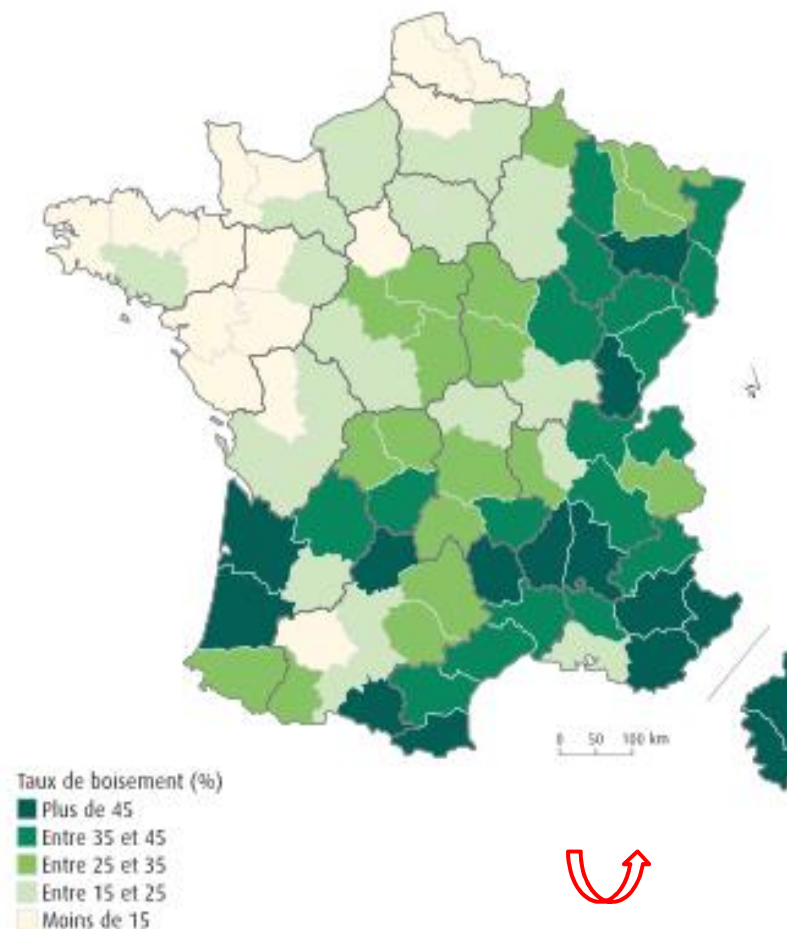 0 50 100 km
Taux de boisement (%)
Plus de 45
Entre 35 et 45
Entre 25 et 35
Entre 15 et 25
Moins de 15